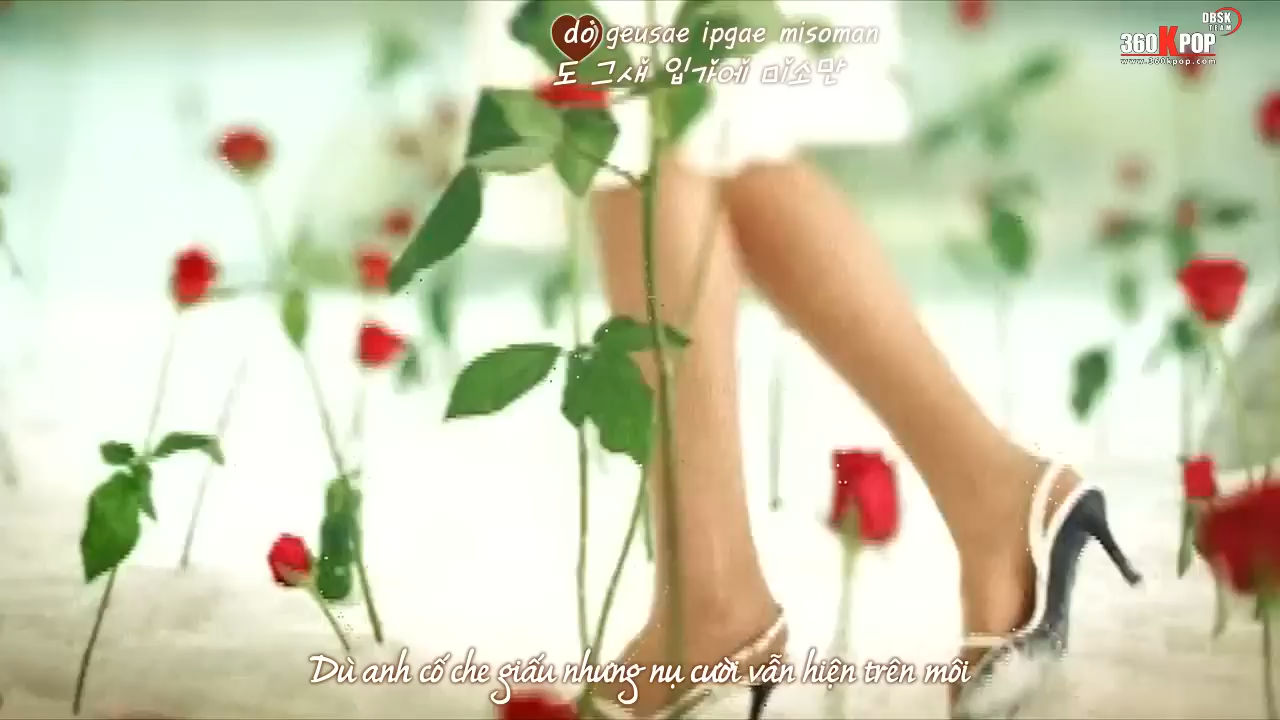 do geusae ipgae misoman
도 그새 입가에 미소만
DBSK
TEAM
360KPOP
www.360kpop.com
Dù anh cố che giấu nhưng nụ cười vẫn hiện trên môi